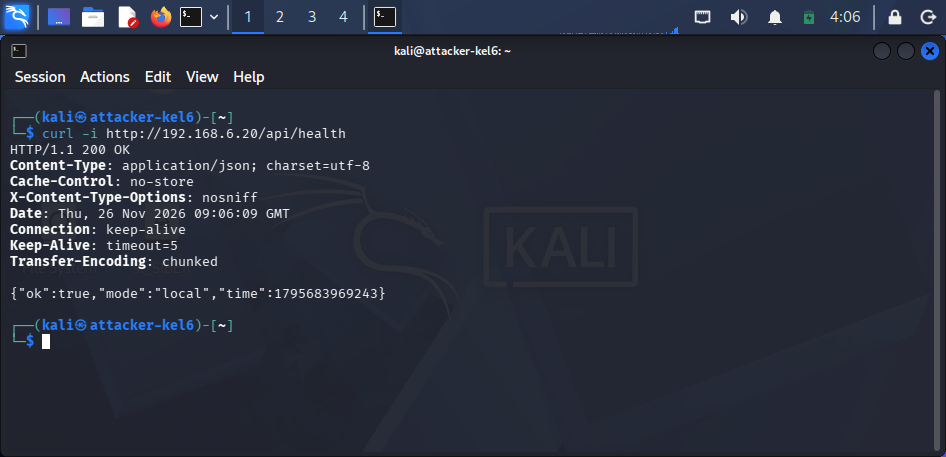 1 2 3 4 4:06
kali@attacker-kel6: ~
Session Actions Edit View Help
┌──(kali㉿attacker-kel6)-[~]
└─$ curl -i http://192.168.6.20/api/health
HTTP/1.1 200 OK
Content-Type: application/json; charset=utf-8
Cache-Control: no-store
X-Content-Type-Options: nosniff
Date: Thu, 26 Nov 2026 09:06:09 GMT
Connection: keep-alive
Keep-Alive: timeout=5
Transfer-Encoding: chunked
KALI
{"ok":true,"mode":"local","time":1795683969243}
┌──(kali㉿attacker-kel6)-[~]
└─$